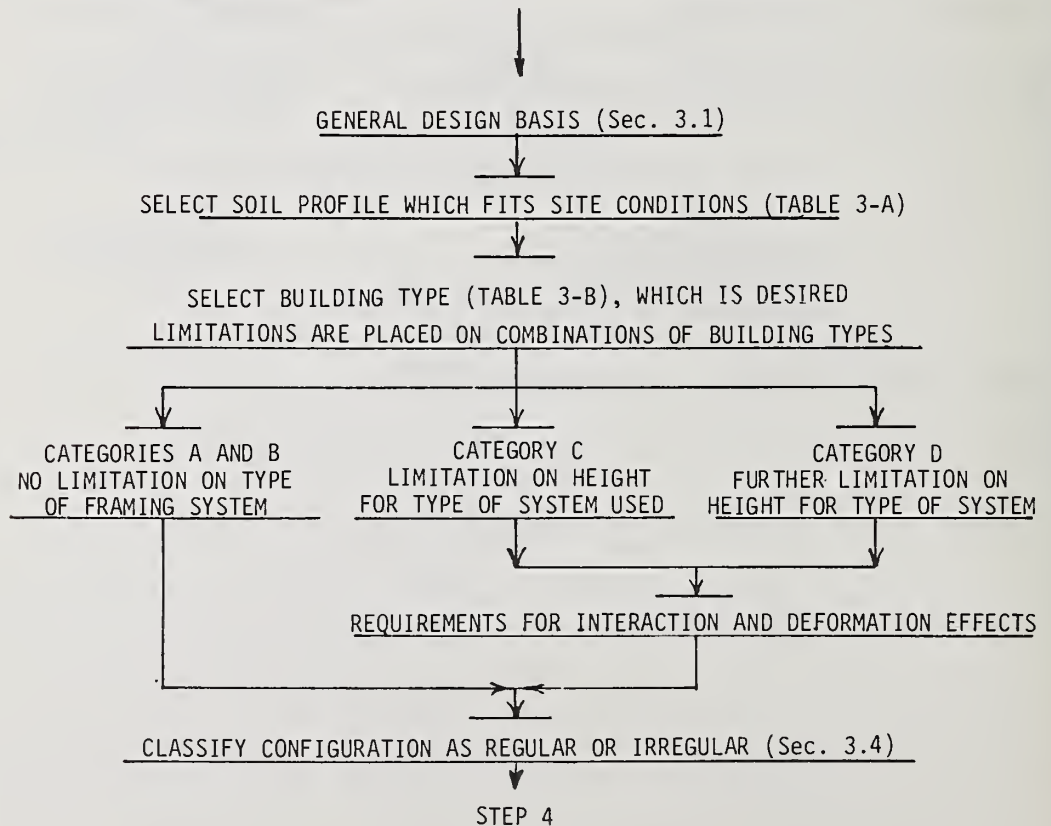 GENERAL DESIGN BASIS (Sec. 3.1)
SELECT SOIL PROFILE WHICH FITS SITE CONDITIONS (TABLE 3-A)
SELECT BUILDING TYPE (TABLE 3-B), WHICH IS DESIRED
LIMITATIONS ARE PLACED ON COMBINATIONS OF BUILDING TYPES
CATEGORIES A AND B
NO LIMITATION ON TYPE
OF FRAMING SYSTEM
CATEGORY C
LIMITATION ON HEIGHT
FOR TYPE OF SYSTEM USED
CATEGORY D
FURTHER LIMITATION ON
HEIGHT FOR TYPE OF SYSTEM
REQUIREMENTS FOR INTERACTION AND DEFORMATION EFFECTS
CLASSIFY CONFIGURATION AS REGULAR OR IRREGULAR (Sec. 3.4)
STEP 4